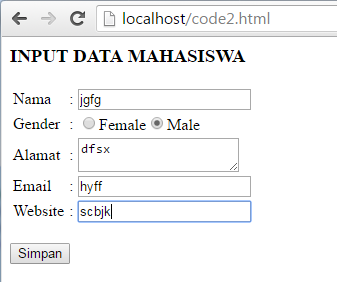 localhost/code2.html
INPUT DATA MAHASISWA
Nama : jgfg
Gender : Female Male
Alamat : dfsx
Email : hyff
Website : scbjk
Simpan